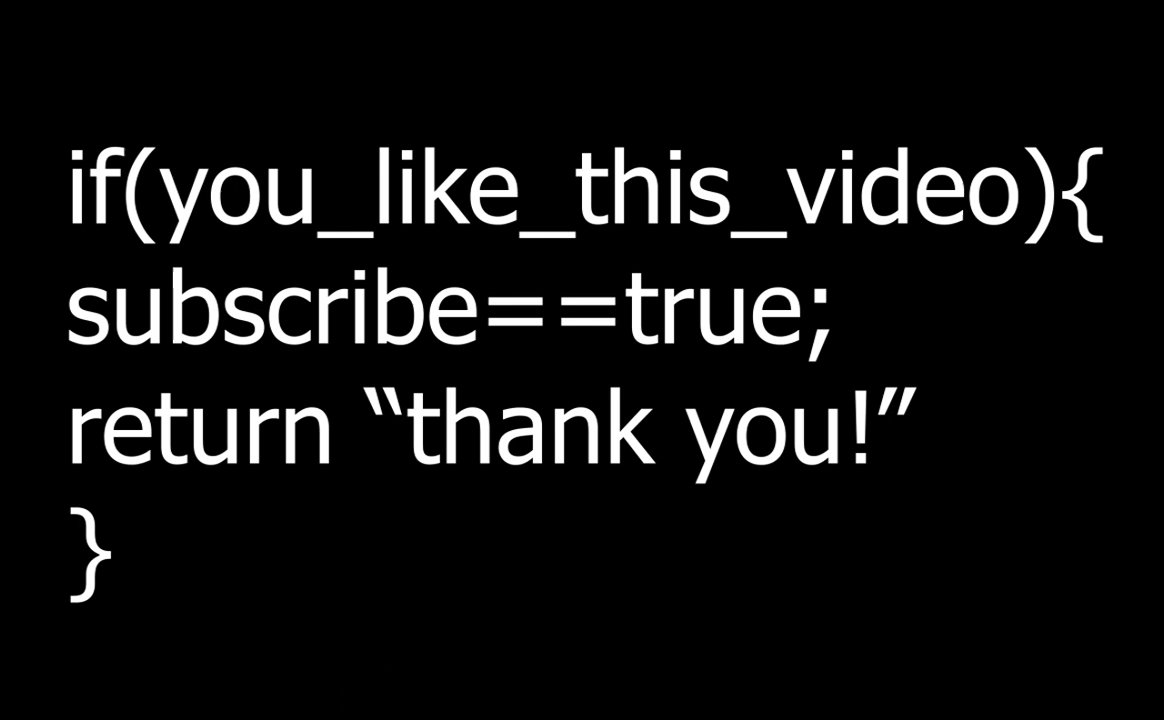 if(you_like_this_video){
subscribe==true;
return “thank you!”
}